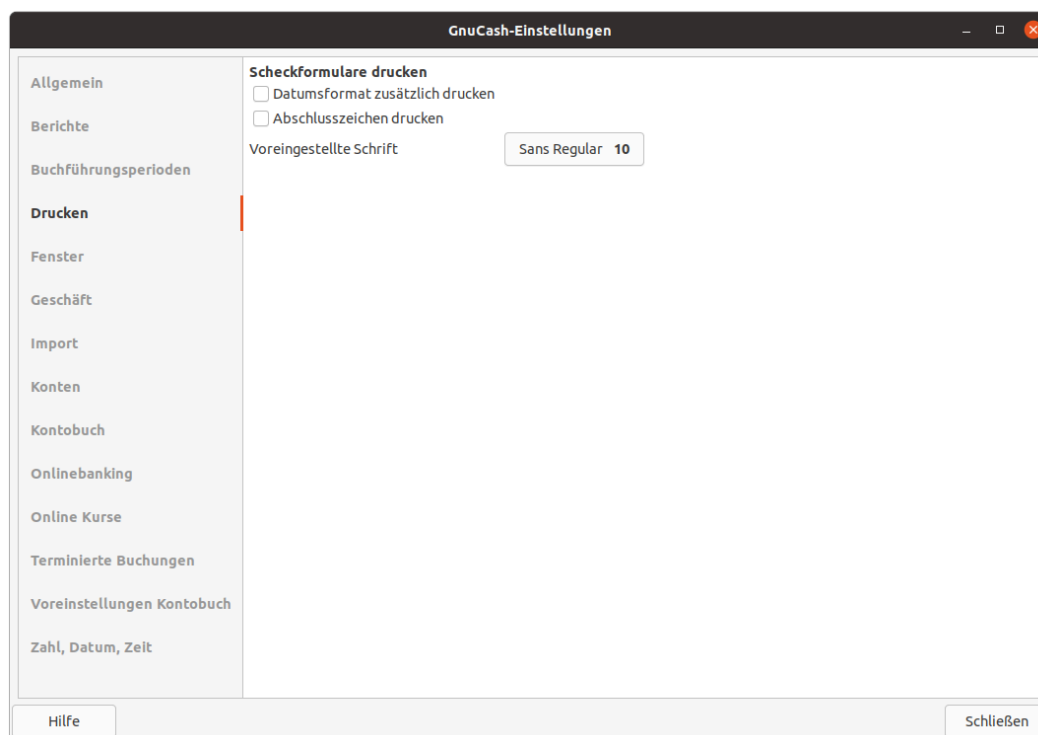 GnuCash-Einstellungen
Allgemein
Berichte
Buchführungsperioden
Drucken
Fenster
Geschäft
Import
Konten
Kontobuch
Onlinebanking
Online Kurse
Terminierte Buchungen
Voreinstellungen Kontobuch
Zahl, Datum, Zeit
Scheckformulare drucken
Datumsformat zusätzlich drucken
Abschlusszeichen drucken
Voreingestellte Schrift Sans Regular 10
Hilfe Schließen